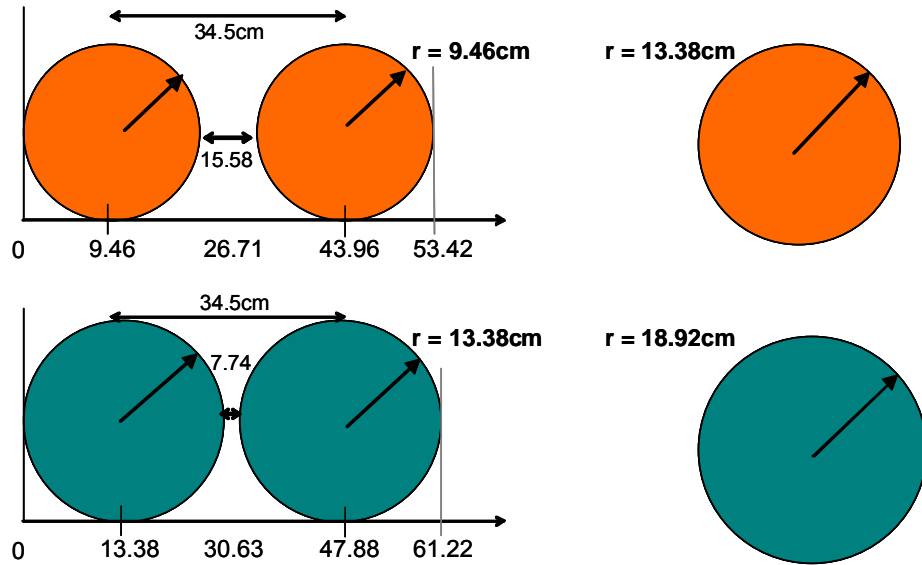 34.5cm
r = 9.46cm
r = 13.38cm
15.58
0 9.46 26.71 43.96 53.42
34.5cm
r = 13.38cm
r = 18.92cm
7.74
0 13.38 30.63 47.88 61.22